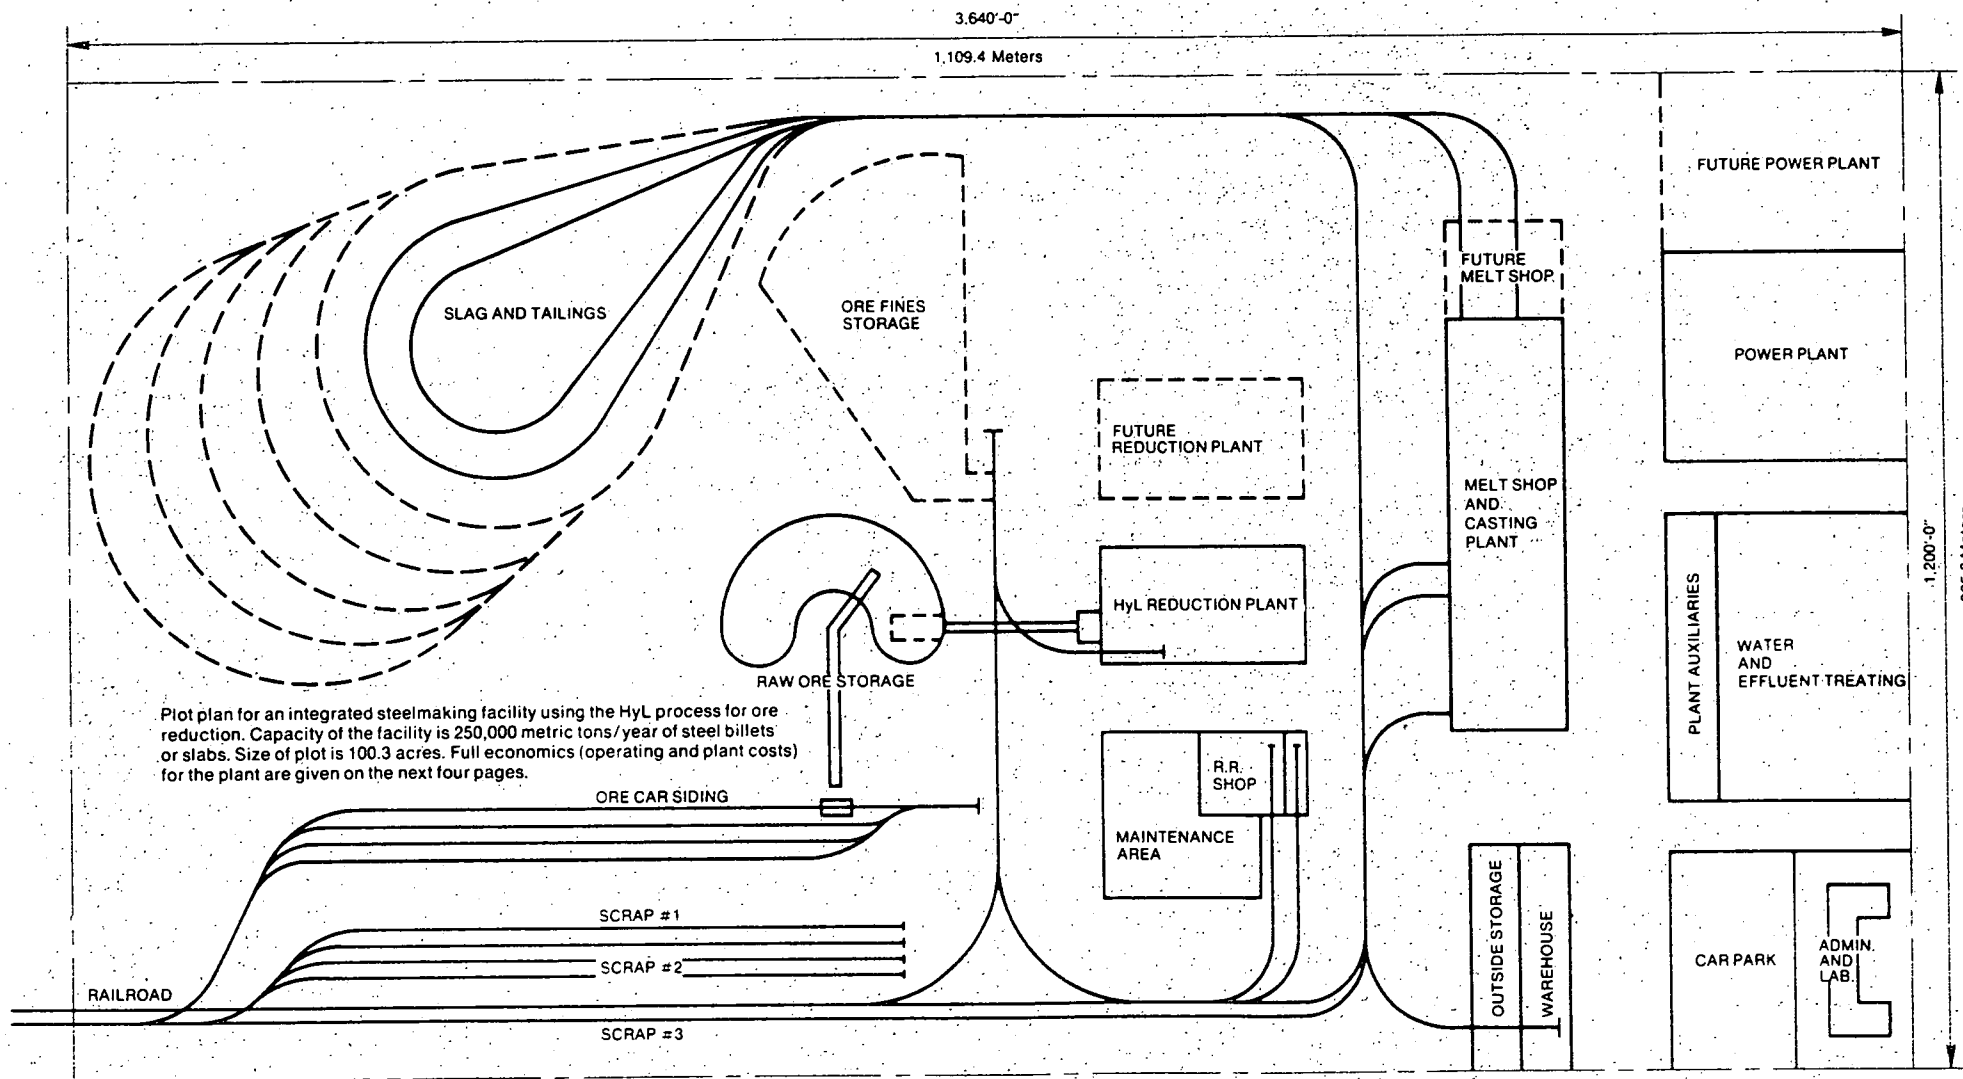 3,640'-0"
1,109.4 Meters
FUTURE POWER PLANT
FUTURE
MELT SHOP
SLAG AND TAILINGS
ORE FINES
STORAGE
POWER PLANT
FUTURE
REDUCTION PLANT
MELT SHOP
AND
CASTING
PLANT
1,200'-0"
HyL REDUCTION PLANT
PLANT AUXILIARIES
WATER
AND
EFFLUENT TREATING
RAW ORE STORAGE
Plot plan for an integrated steelmaking facility using the HyL process for ore
reduction. Capacity of the facility is 250,000 metric tons/year of steel billets
or slabs. Size of plot is 100.3 acres. Full economics (operating and plant costs)
for the plant are given on the next four pages.
R.R.
SHOP
ORE CAR SIDING
MAINTENANCE
AREA
SCRAP #1
SCRAP #2
OUTSIDE STORAGE
WAREHOUSE
CAR PARK
ADMIN.
AND
LAB.
RAILROAD
SCRAP #3